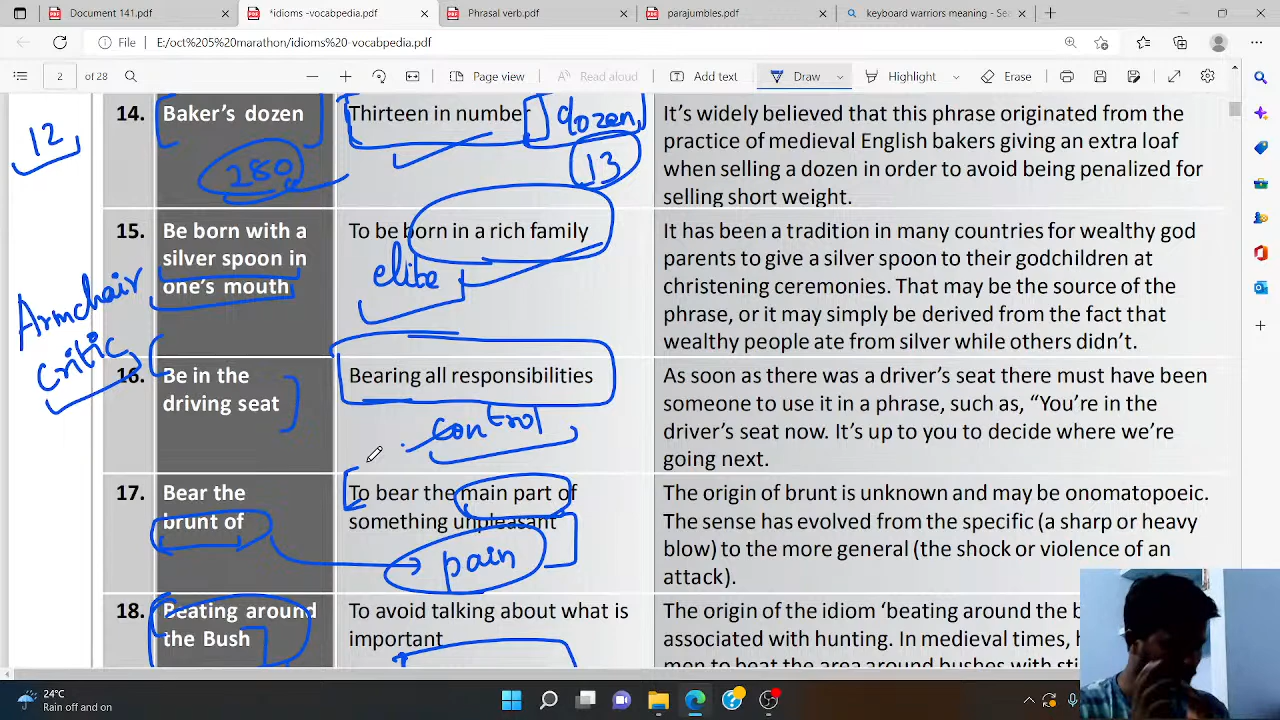 Document 141.pdf
*idioms -vocabpedia.pdf
Phrasal verb.pdf
parajumbles.pdf
keyboard warriors meaning - Se
File
E:/oct%205%20marathon/idioms%20-vocabpedia.pdf
2
of 28
Page view
Read aloud
Add text
Draw
Highlight
Erase
14.
Baker's dozen
Thirteen in number
dozen
13
280
12
It's widely believed that this phrase originated from the
practice of medieval English bakers giving an extra loaf
when selling a dozen in order to avoid being penalized for
selling short weight.
15.
Be born with a
silver spoon in
one's mouth
To be born in a rich family
elite
It has been a tradition in many countries for wealthy god
parents to give a silver spoon to their godchildren at
christening ceremonies. That may be the source of the
phrase, or it may simply be derived from the fact that
wealthy people ate from silver while others didn't.
Armchair
critic
16.
Be in the
driving seat
Bearing all responsibilities
control
As soon as there was a driver's seat there must have been
someone to use it in a phrase, such as, "You're in the
driver's seat now. It's up to you to decide where we're
going next.
17.
Bear the
brunt of
To bear the main part of
something unpleasant
pain
The origin of brunt is unknown and may be onomatopoeic.
The sense has evolved from the specific (a sharp or heavy
blow) to the more general (the shock or violence of an
attack).
18.
Beating around
the Bush
To avoid talking about what is
important
The origin of the idiom 'beating around the b
associated with hunting. In medieval times, h
men to beat the area around bushes with sti
24°C
Rain off and on